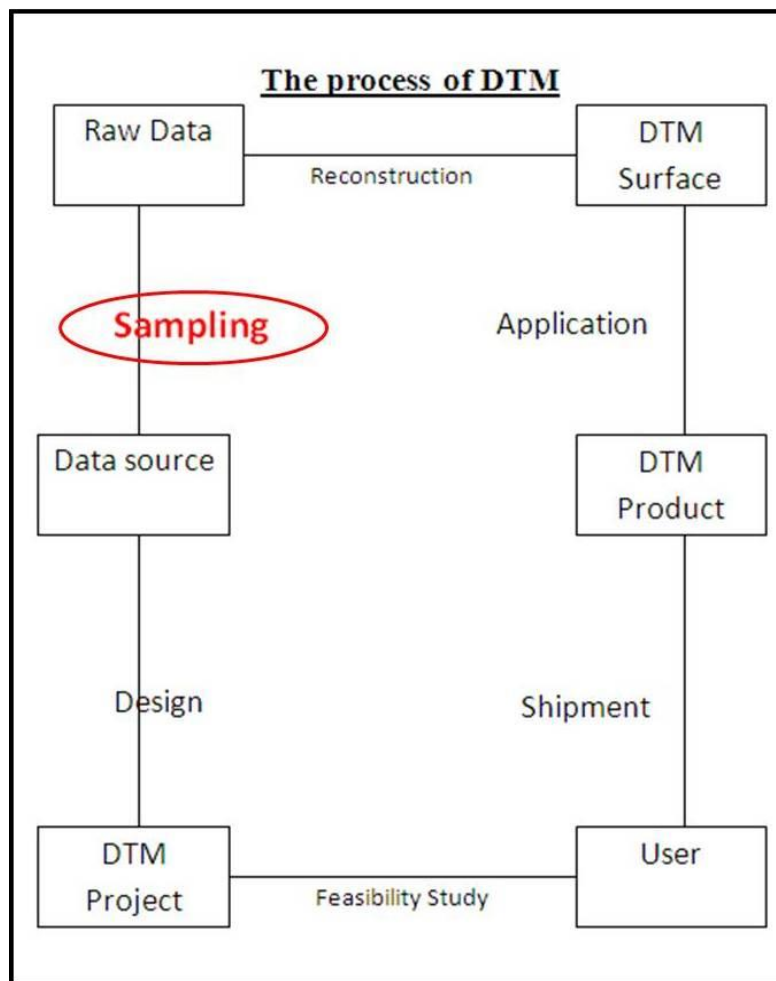 The process of DTM
Raw Data
Reconstruction
DTM
Surface
Sampling
Application
Data source
DTM
Product
Design
Shipment
DTM
Project
Feasibility Study
User